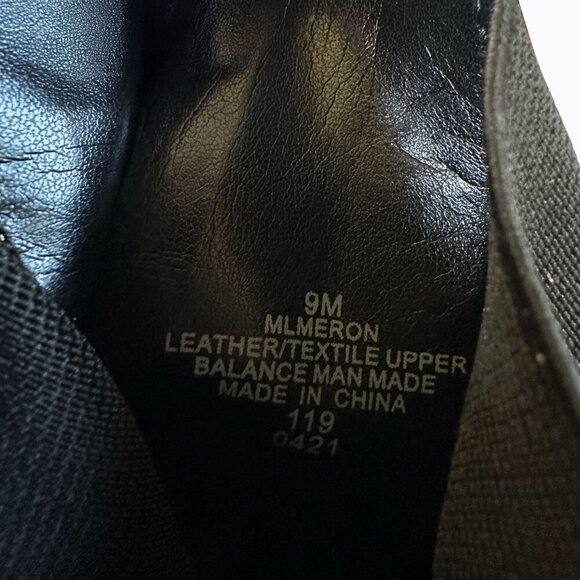 9M
MLMERON
LEATHER/TEXTILE UPPER
BALANCE MAN MADE
MADE IN CHINA
119
0421